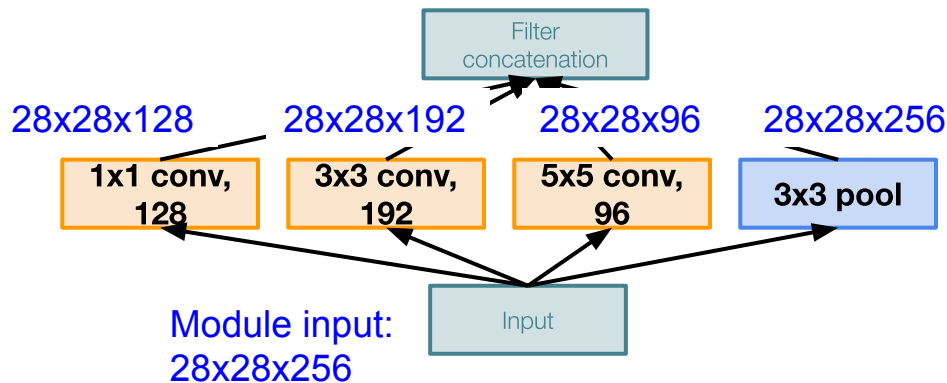 Filter
concatenation
28x28x128
28x28x192
28x28x96
28x28x256
1x1 conv,
128
3x3 conv,
192
5x5 conv,
96
3x3 pool
Input
Module input:
28x28x256